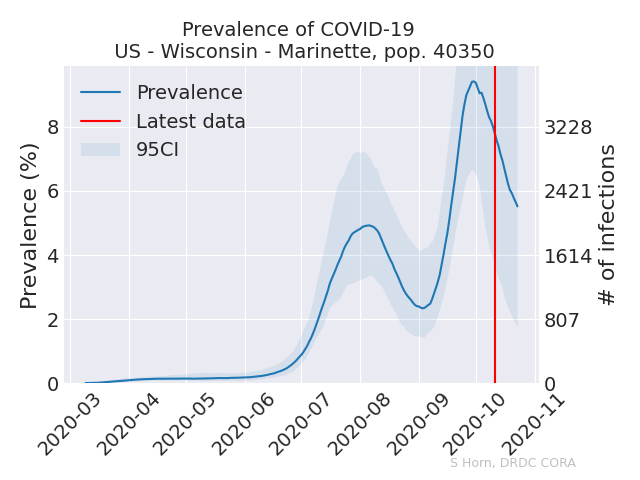 Prevalence of COVID-19
US - Wisconsin - Marinette, pop. 40350
Prevalence
Latest data
95CI
Prevalence (%)
8
6
4
2
0
3228
2421
1614
807
0
# of infections
2020-03
2020-04
2020-05
2020-06
2020-07
2020-08
2020-09
2020-10
2020-11
S Horn, DRDC CORA